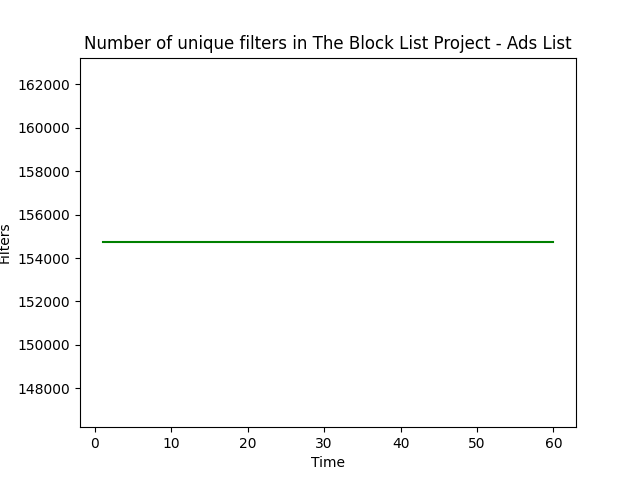 Number of unique filters in The Block List Project - Ads List
162000
160000
158000
156000
154000
152000
150000
148000
Filters
0 10 20 30 40 50 60
Time